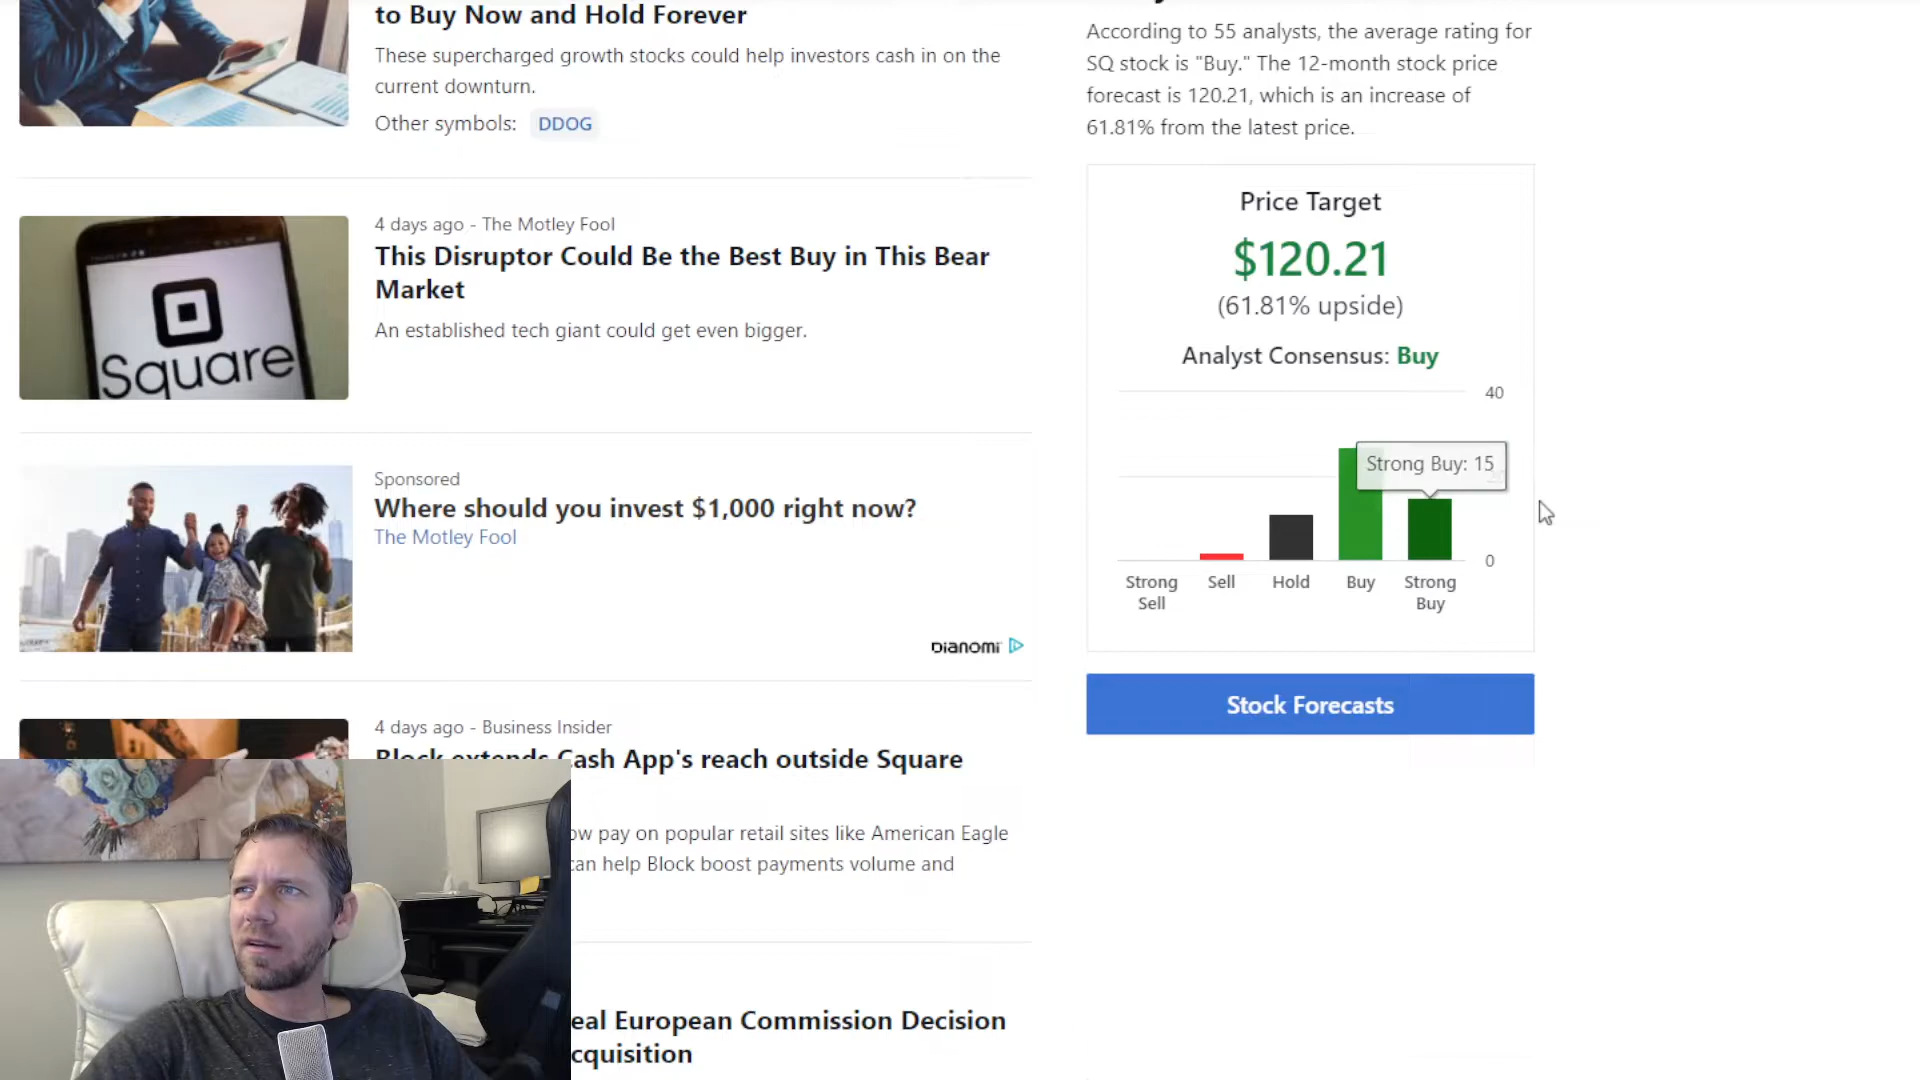 to Buy Now and Hold Forever
These supercharged growth stocks could help investors cash in on the
current downturn.
Other symbols: DDOG
4 days ago - The Motley Fool
This Disruptor Could Be the Best Buy in This Bear
Market
An established tech giant could get even bigger.
Square
Sponsored
Where should you invest $1,000 right now?
The Motley Fool
DIANOMI
4 days ago - Business Insider
Block extends Cash App's reach outside Square
ow pay on popular retail sites like American Eagle
can help Block boost payments volume and
eal European Commission Decision
cquisition
According to 55 analysts, the average rating for
SQ stock is "Buy." The 12-month stock price
forecast is 120.21, which is an increase of
61.81% from the latest price.
Price Target
$120.21
(61.81% upside)
Analyst Consensus: Buy
40
Strong Buy: 15
0
Strong Sell
Sell
Hold
Buy
Strong Buy
Stock Forecasts